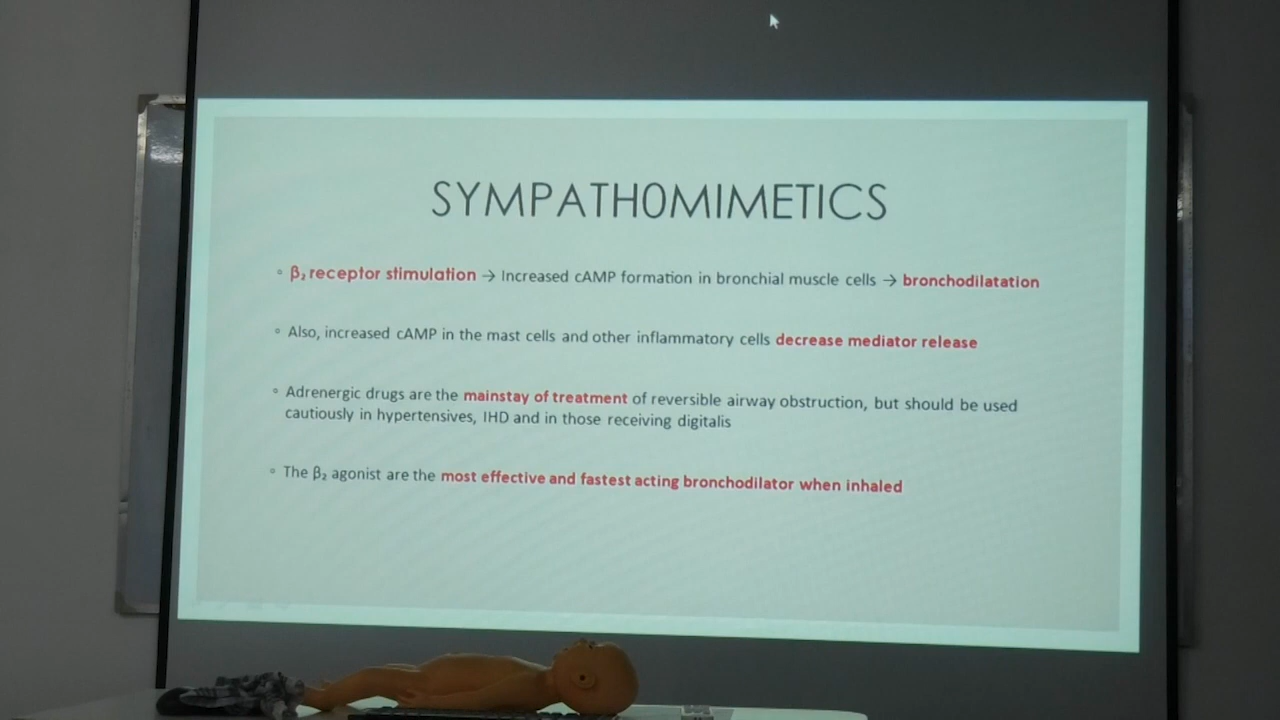 SYMPATH0MIMETICS
◦ β₂ receptor stimulation → Increased cAMP formation in bronchial muscle cells → bronchodilatation
◦ Also, increased cAMP in the mast cells and other inflammatory cells decrease mediator release
◦ Adrenergic drugs are the mainstay of treatment of reversible airway obstruction, but should be used
cautiously in hypertensives, IHD and in those receiving digitalis
◦ The β₂ agonist are the most effective and fastest acting bronchodilator when inhaled